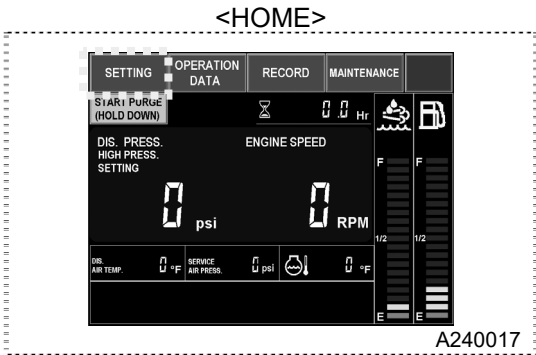 <HOME>
SETTING
OPERATION
DATA
RECORD
MAINTENANCE
START PURGE
(HOLD DOWN)
0.0 Hr
DIS. PRESS.
HIGH PRESS.
SETTING
ENGINE SPEED
0 psi
0 RPM
F
F
1/2
1/2
DIS.
AIR TEMP.
0 °F
SERVICE
AIR PRESS.
0 psi
0 °F
E
E
A240017